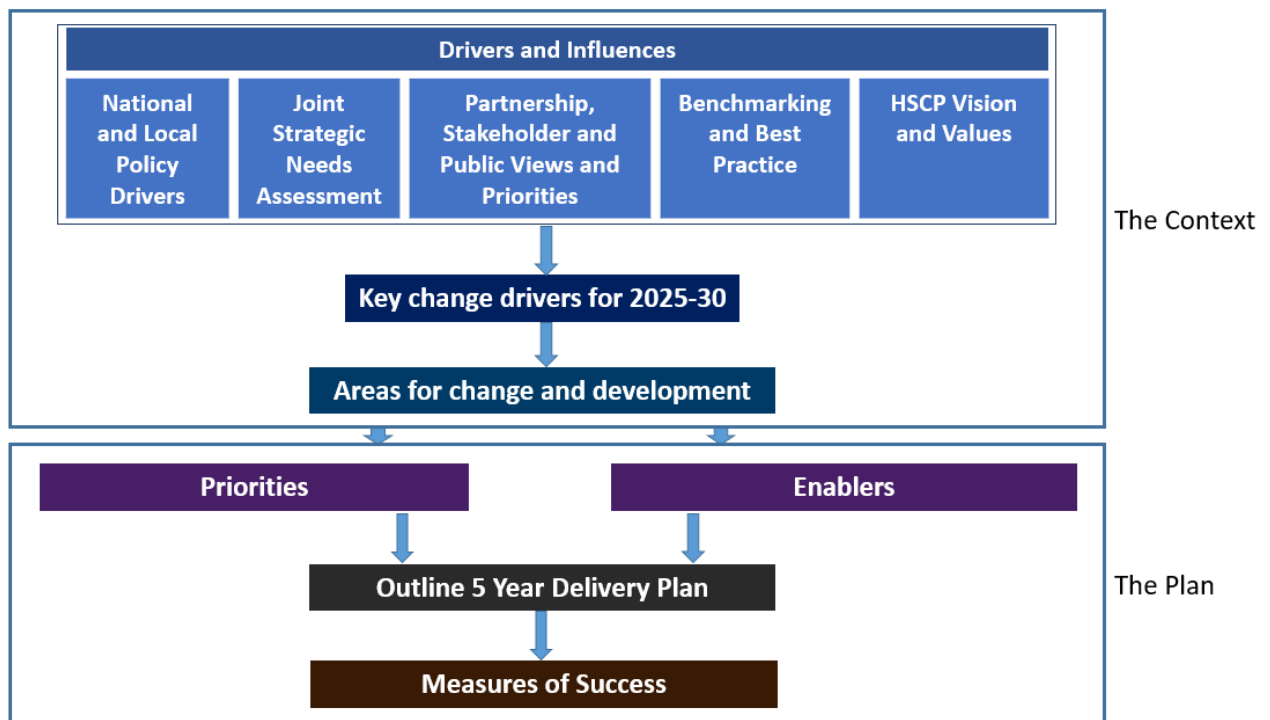 Drivers and Influences
National
and Local
Policy
Drivers
Joint
Strategic
Needs
Assessment
Partnership,
Stakeholder and
Public Views and
Priorities
Benchmarking
and Best
Practice
HSCP Vision
and Values
The Context
Key change drivers for 2025-30
Areas for change and development
Priorities
Enablers
Outline 5 Year Delivery Plan
The Plan
Measures of Success